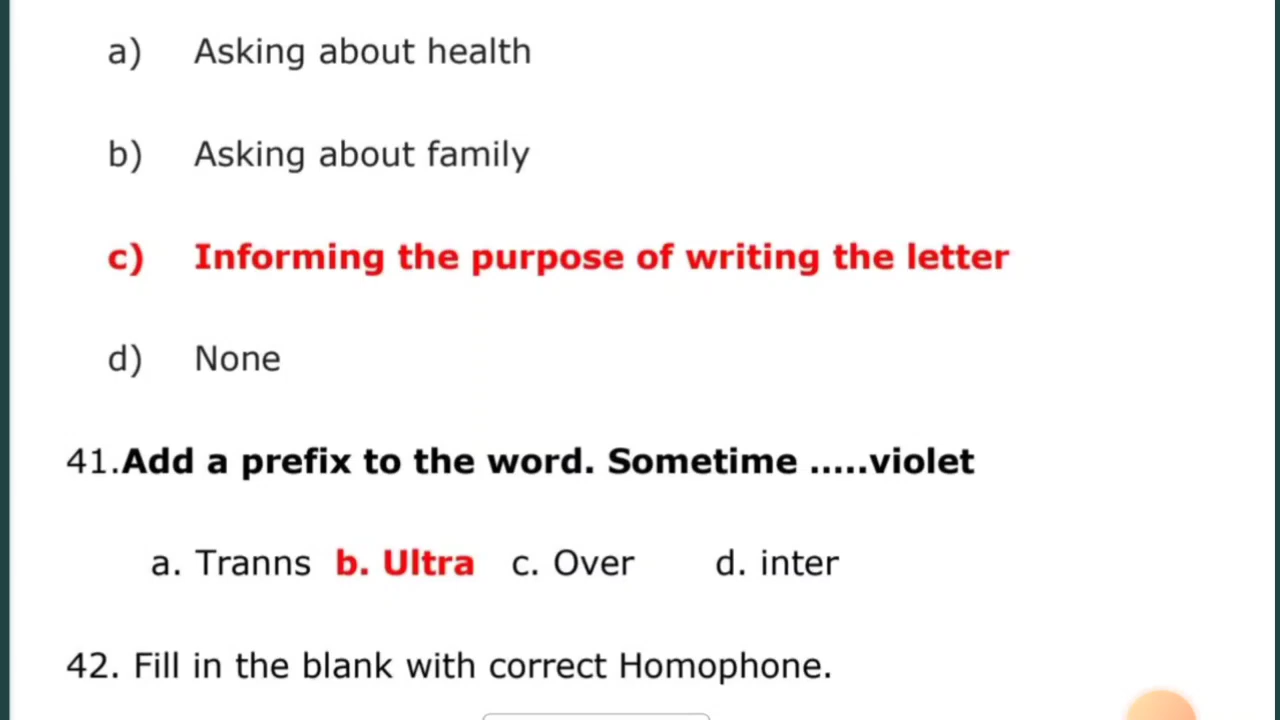 a) Asking about health
b) Asking about family
c) Informing the purpose of writing the letter
d) None
41.Add a prefix to the word. Sometime .....violet
a. Tranns b. Ultra c. Over d. inter
42. Fill in the blank with correct Homophone.